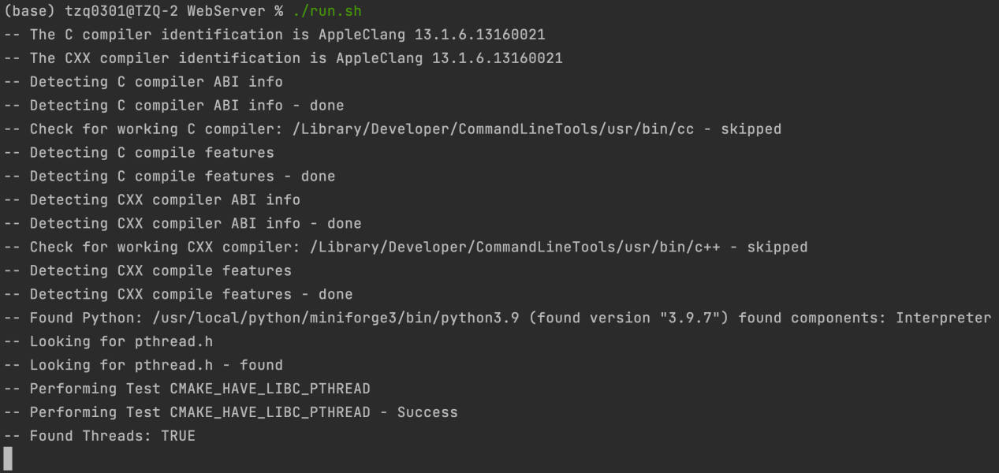 (base) tzq0301@TZQ-2 WebServer % ./run.sh
-- The C compiler identification is AppleClang 13.1.6.13160021
-- The CXX compiler identification is AppleClang 13.1.6.13160021
-- Detecting C compiler ABI info
-- Detecting C compiler ABI info - done
-- Check for working C compiler: /Library/Developer/CommandLineTools/usr/bin/cc - skipped
-- Detecting C compile features
-- Detecting C compile features - done
-- Detecting CXX compiler ABI info
-- Detecting CXX compiler ABI info - done
-- Check for working CXX compiler: /Library/Developer/CommandLineTools/usr/bin/c++ - skipped
-- Detecting CXX compile features
-- Detecting CXX compile features - done
-- Found Python: /usr/local/python/miniforge3/bin/python3.9 (found version "3.9.7") found components: Interpreter
-- Looking for pthread.h
-- Looking for pthread.h - found
-- Performing Test CMAKE_HAVE_LIBC_PTHREAD
-- Performing Test CMAKE_HAVE_LIBC_PTHREAD - Success
-- Found Threads: TRUE